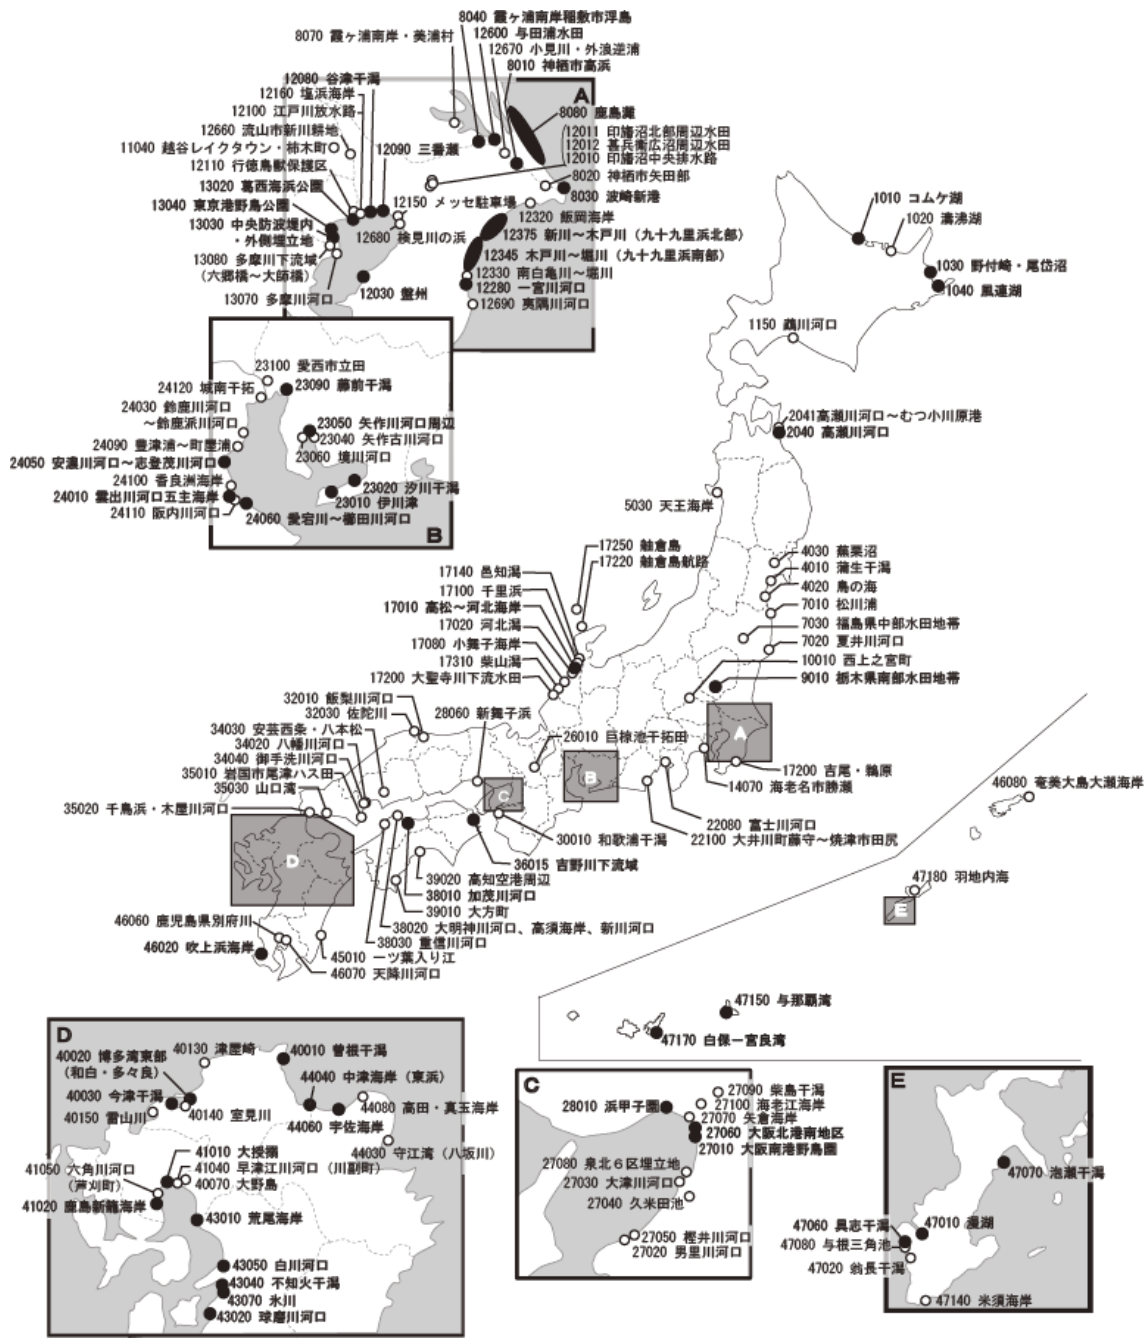 8040 霞ヶ浦南岸稲敷市浮島
12600 与田浦水田
8070 霞ヶ浦南岸・美浦村
12670 小見川・外浪逆浦
8010 神栖市高浜
12080 谷津干潟
12160 塩浜海岸
12100 江戸川放水路
12660 流山市新川耕地
11040 越谷レイクタウン・柿木町
12110 行徳鳥獣保護区
13020 葛西海浜公園
13040 東京港野鳥公園
13030 中央防波堤内
・外側埋立地
13080 多摩川下流域
(六郷橋〜大師橋)
13070 多摩川河口
12090 三番瀬
12150 メッセ駐車場
12680 検見川の浜
12030 盤州
A
8080 鹿島灘
12011 印旛沼北部周辺水田
12012 甚兵衛広沼周辺水田
12010 印旛沼中央排水路
8020 神栖市矢田部
8030 波崎新港
12320 飯岡海岸
12375 新川〜木戸川(九十九里浜北部)
12345 木戸川〜堀川(九十九里浜南部)
12330 南白亀川〜堀川
12280 一宮川河口
12690 夷隅川河口
1010 コムケ湖
1020 濤沸湖
1030 野付崎・尾岱沼
1040 風連湖
1150 鵡川河口
2041高瀬川河口〜むつ小川原港
2040 高瀬川河口
5030 天王海岸
23100 愛西市立田
24120 城南干拓
23090 藤前干潟
24030 鈴鹿川河口
〜鈴鹿派川河口
23050 矢作川河口周辺
23040 矢作古川河口
24090 豊津浦〜町屋浦
23060 境川河口
24050 安濃川河口〜志登茂川河口
24100 香良洲海岸
23020 汐川干潟
24010 雲出川河口五主海岸
23010 伊川津
24110 阪内川河口
24060 愛宕川〜櫛田川河口
B
17250 舳倉島
17220 舳倉島航路
17140 邑知潟
17100 千里浜
17010 高松〜河北海岸
17020 河北潟
17080 小舞子海岸
17310 柴山潟
17200 大聖寺川下流水田
4030 蕪栗沼
4010 蒲生干潟
4020 鳥の海
7010 松川浦
7030 福島県中部水田地帯
7020 夏井川河口
10010 西上之宮町
9010 栃木県南部水田地帯
32010 飯梨川河口
32030 佐陀川
28060 新舞子浜
34030 安芸西条・八本松
34020 八幡川河口
34040 御手洗川河口
35010 岩国市尾津ハス田
35030 山口湾
35020 千鳥浜・木屋川河口
26010 巨椋池干拓田
A
B
C
D
17200 吉尾・鵜原
14070 海老名市勝瀬
22080 富士川河口
22100 大井川町藤守〜焼津市田尻
30010 和歌浦干潟
36015 吉野川下流域
39020 高知空港周辺
38010 加茂川河口
39010 大方町
38020 大明神川河口、高須海岸、新川河口
38030 重信川河口
46060 鹿児島県別府川
46020 吹上浜海岸
45010 一ツ葉入り江
46070 天降川河口
46080 奄美大島大瀬海岸
47180 羽地内海
E
47150 与那覇湾
47170 白保ー宮良湾
D
40130 津屋崎
40010 曽根干潟
40020 博多湾東部
(和白・多々良)
44040 中津海岸(東浜)
40030 今津干潟
40150 雷山川
40140 室見川
44080 高田・真玉海岸
44060 宇佐海岸
44030 守江湾(八坂川)
41010 大授搦
41050 六角川河口
(芦刈町)
41040 早津江川河口(川副町)
40070 大野島
41020 鹿島新籠海岸
43010 荒尾海岸
43050 白川河口
43040 不知火干潟
43070 氷川
43020 球磨川河口
C
27090 柴島干潟
28010 浜甲子園
27100 海老江海岸
27070 矢倉海岸
27060 大阪北港南地区
27010 大阪南港野鳥園
27080 泉北6区埋立地
27030 大津川河口
27040 久米田池
27050 樫井川河口
27020 男里川河口
E
47070 泡瀬干潟
47060 具志干潟
47010 漫湖
47080 与根三角池
47020 翁長干潟
47140 米須海岸